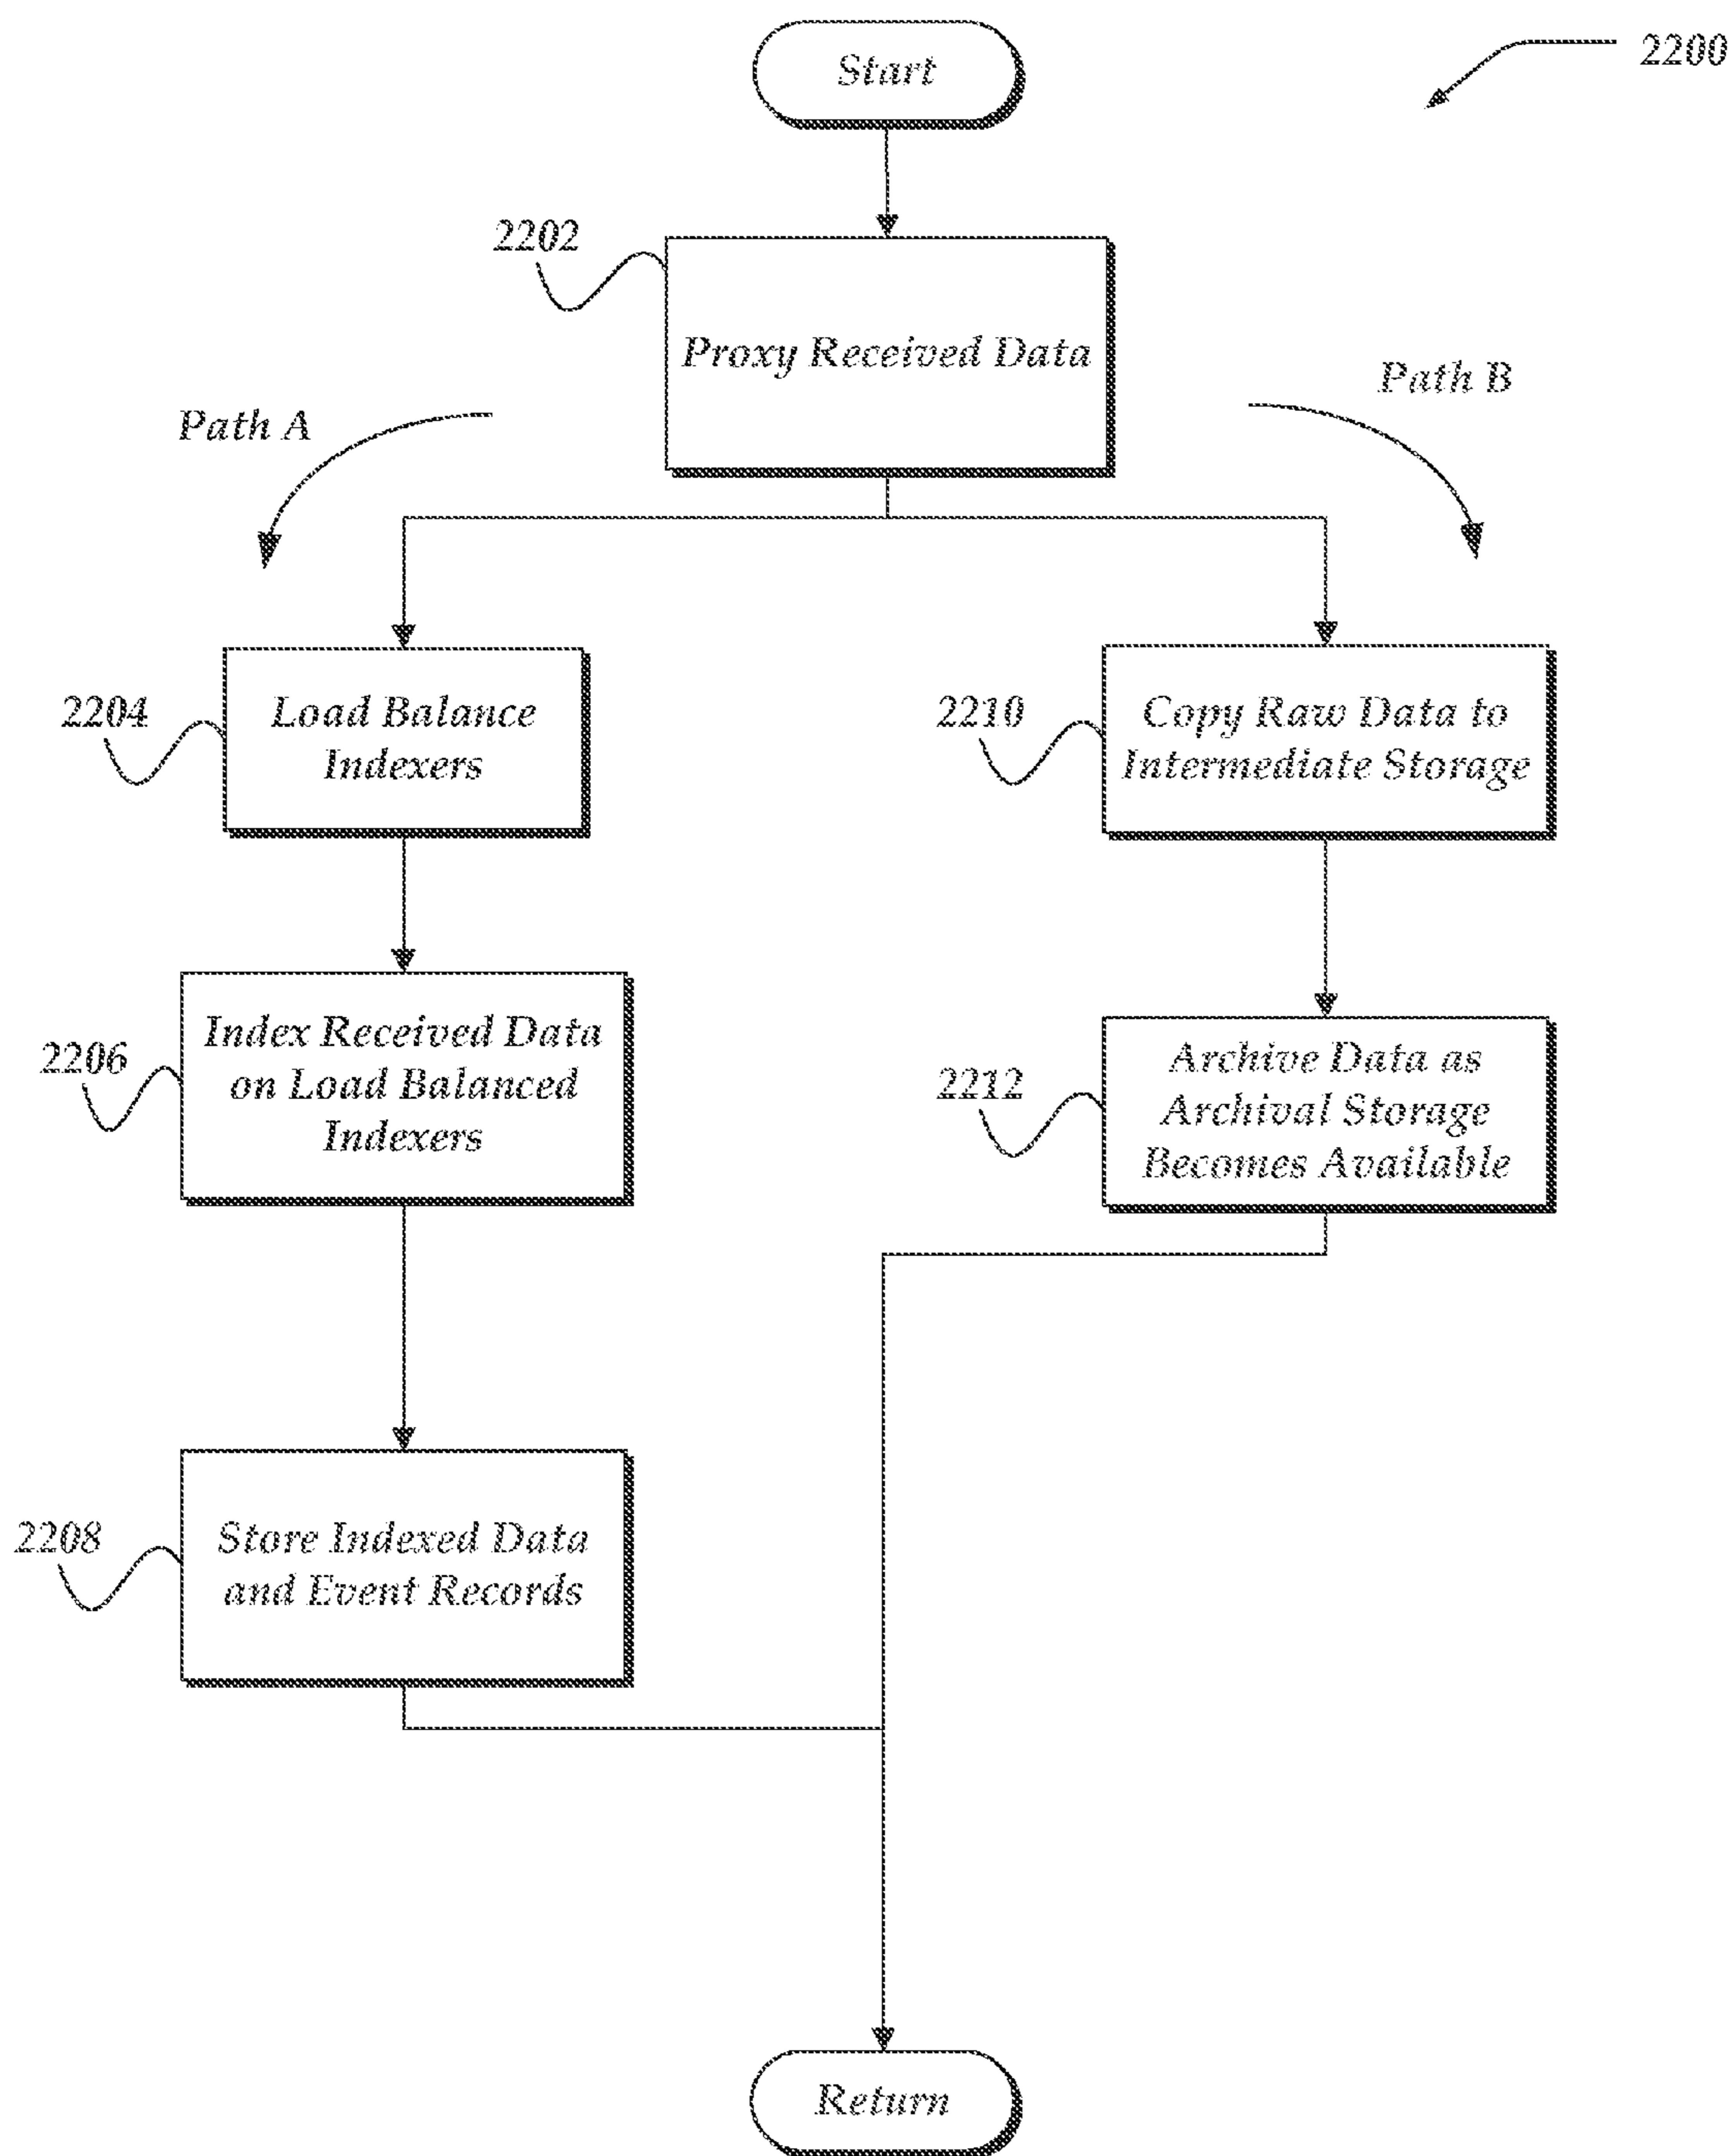 Start
2200
2202
Proxy Received Data
Path A
Path B
2204
Load Balance
Indexers
2210
Copy Raw Data to
Intermediate Storage
2206
Index Received Data
on Load Balanced
Indexers
2212
Archive Data as
Archival Storage
Becomes Available
2208
Store Indexed Data
and Event Records
Return